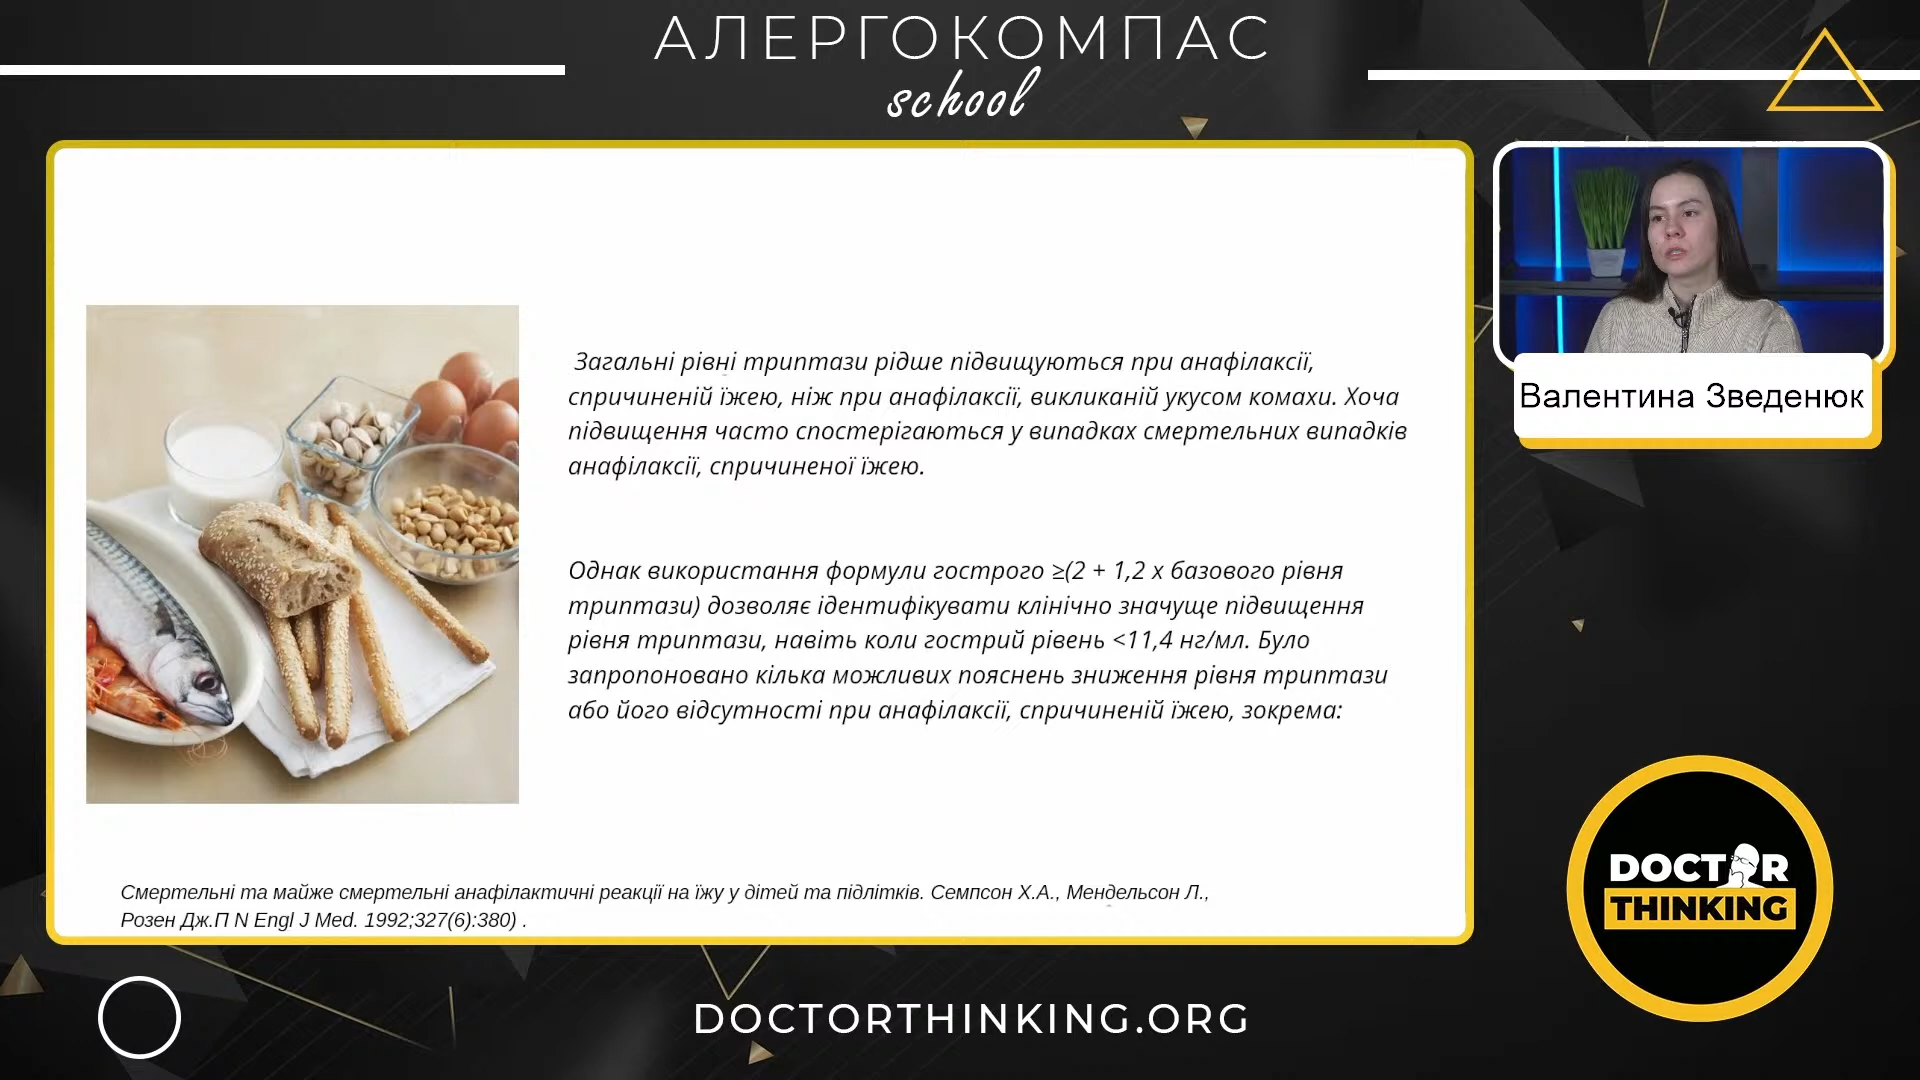 АЛЕРГОКОМПАС
school
Загальні рівні триптази рідше підвищуються при анафілаксії,
спричиненій їжею, ніж при анафілаксії, викликаній укусом комахи. Хоча
підвищення часто спостерігаються у випадках смертельних випадків
анафілаксії, спричиненої їжею.
Однак використання формули гострого ≥(2 + 1,2 х базового рівня
триптази) дозволяє ідентифікувати клінічно значуще підвищення
рівня триптази, навіть коли гострий рівень <11,4 нг/мл. Було
запропоновано кілька можливих пояснень зниження рівня триптази
або його відсутності при анафілаксії, спричиненій їжею, зокрема:
Смертельні та майже смертельні анафілактичні реакції на їжу у дітей та підлітків. Семпсон Х.А., Мендельсон Л.,
Розен Дж.П N Engl J Med. 1992;327(6):380) .
Валентина Зведенюк
DOCTOR
THINKING
DOCTORTHINKING.ORG